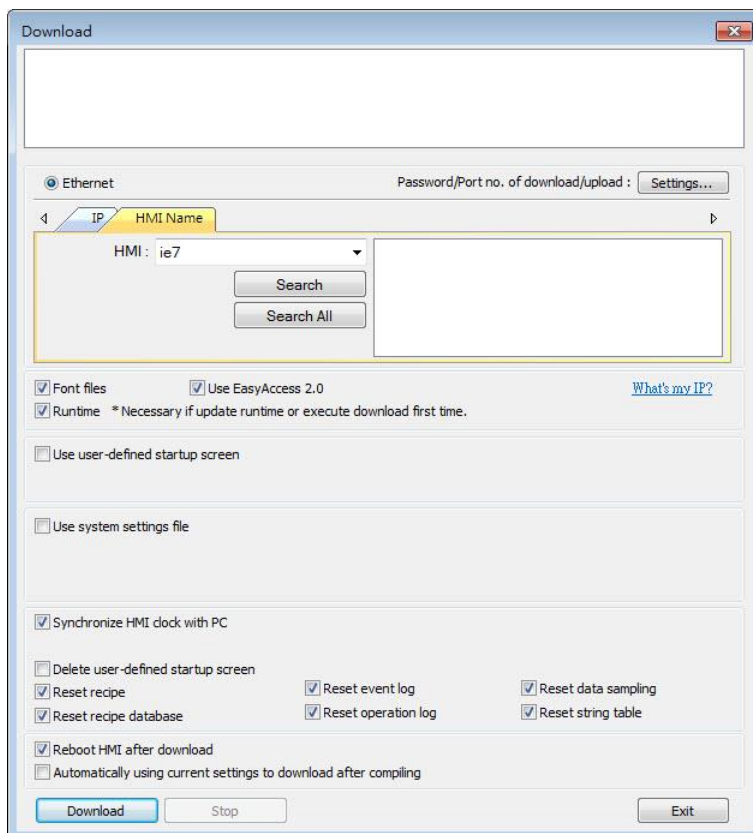 Download
Ethernet Password/Port no. of download/upload : Settings...
IP HMI Name
HMI : ie7
Search
Search All
Font files Use EasyAccess 2.0 What's my IP?
Runtime * Necessary if update runtime or execute download first time.
Use user-defined startup screen
Use system settings file
Synchronize HMI clock with PC
Delete user-defined startup screen
Reset recipe Reset event log Reset data sampling
Reset recipe database Reset operation log Reset string table
Reboot HMI after download
Automatically using current settings to download after compiling
Download Stop Exit